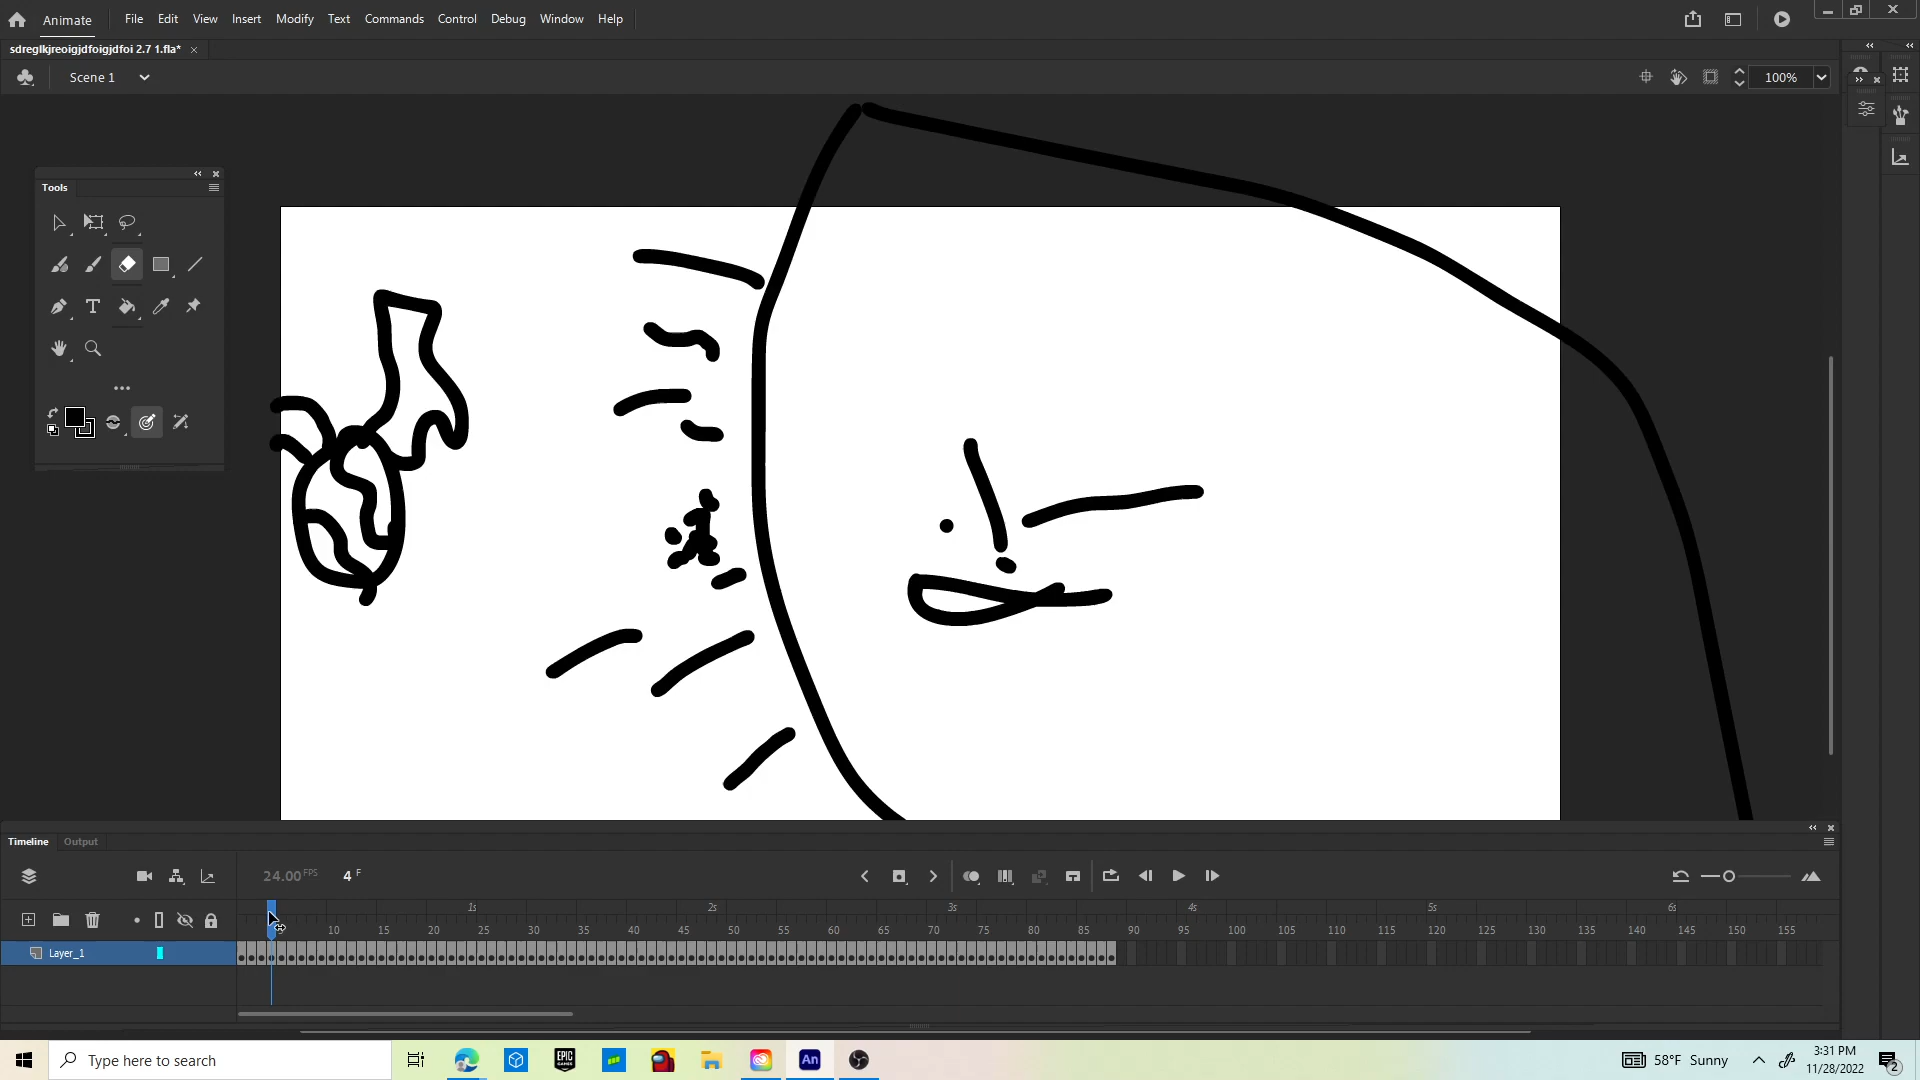 Animate File Edit View Insert Modify Text Commands Control Debug Window Help
sdreglkjreoigjdfoigjdfoi 2.7 1.fla*
Scene 1 100%
Tools
T
Timeline Output
24.00 FPS 4 F
1s 2s 3s 4s 5s 6s
10 15 20 25 30 35 40 45 50 55 60 65 70 75 80 85 90 95 100 105 110 115 120 125 130 135 140 145 150 155
Layer_1
Type here to search EPIC GAMES An 58°F Sunny 3:31 PM
11/28/2022 2